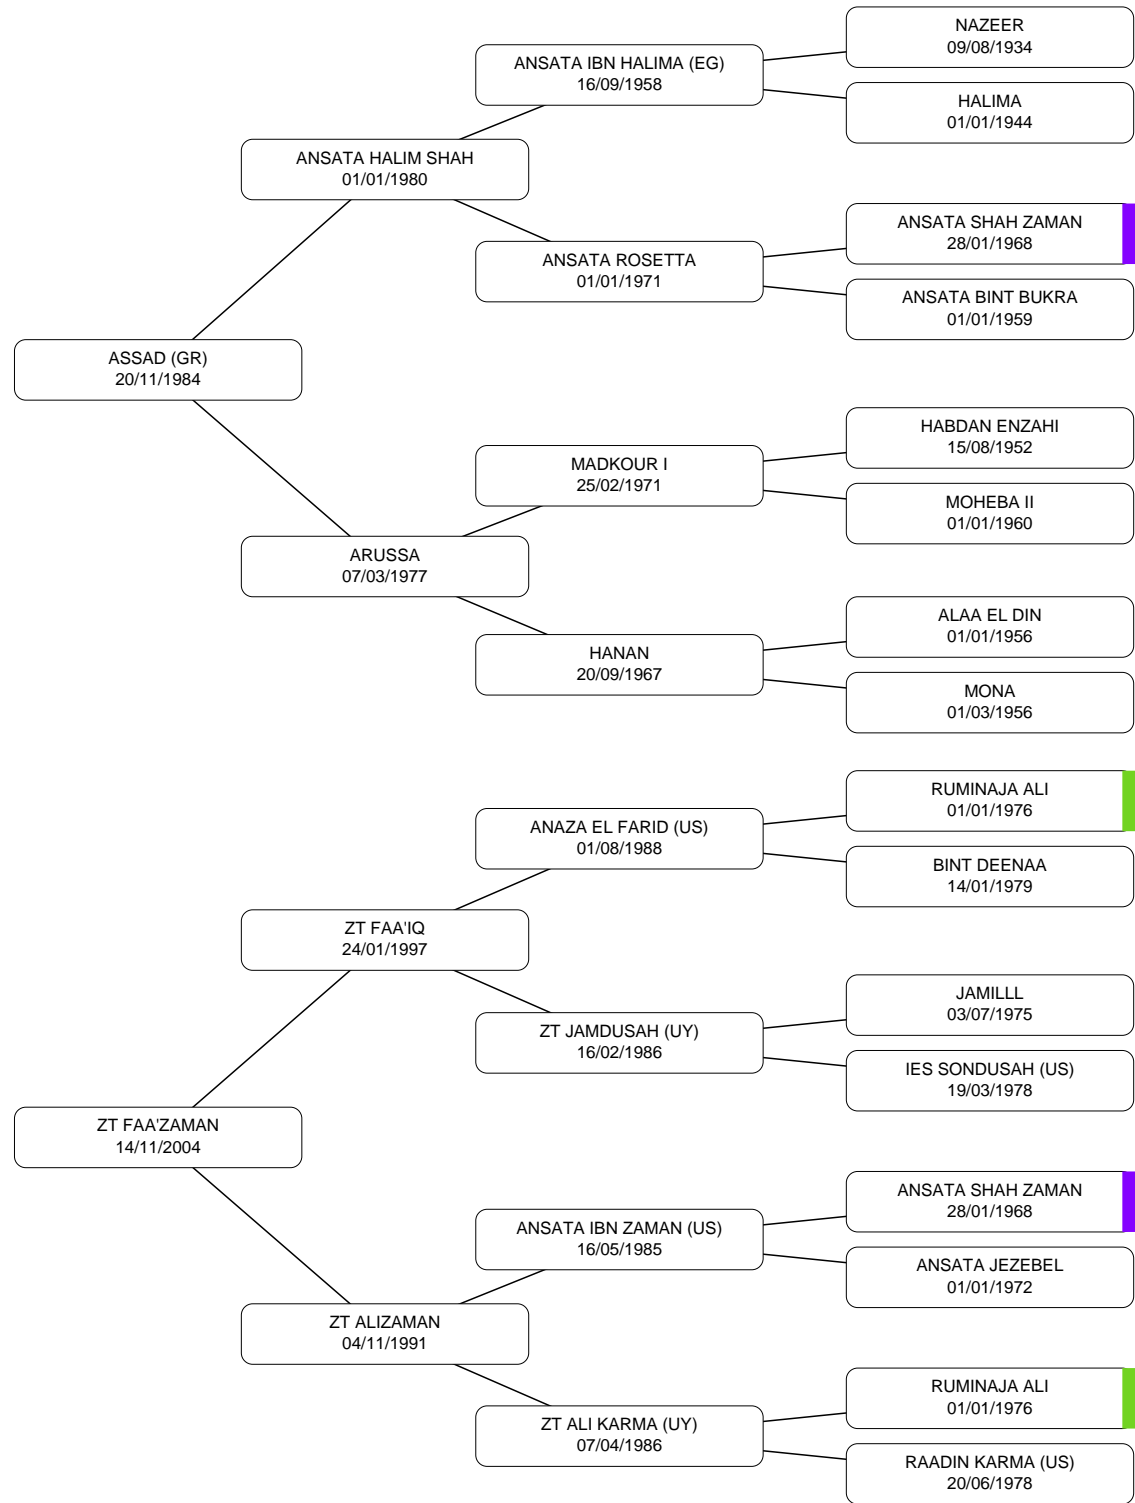 NAZEER
09/08/1934
ANSATA IBN HALIMA (EG)
16/09/1958
HALIMA
01/01/1944
ANSATA HALIM SHAH
01/01/1980
ANSATA SHAH ZAMAN
28/01/1968
ANSATA ROSETTA
01/01/1971
ANSATA BINT BUKRA
01/01/1959
ASSAD (GR)
20/11/1984
HABDAN ENZAHI
15/08/1952
MADKOUR I
25/02/1971
MOHEBA II
01/01/1960
ARUSSA
07/03/1977
ALAA EL DIN
01/01/1956
HANAN
20/09/1967
MONA
01/03/1956
RUMINAJA ALI
01/01/1976
ANAZA EL FARID (US)
01/08/1988
BINT DEENAA
14/01/1979
ZT FAA'IQ
24/01/1997
JAMILLL
03/07/1975
ZT JAMDUSAH (UY)
16/02/1986
IES SONDUSAH (US)
19/03/1978
ZT FAA'ZAMAN
14/11/2004
ANSATA SHAH ZAMAN
28/01/1968
ANSATA IBN ZAMAN (US)
16/05/1985
ANSATA JEZEBEL
01/01/1972
ZT ALIZAMAN
04/11/1991
RUMINAJA ALI
01/01/1976
ZT ALI KARMA (UY)
07/04/1986
RAADIN KARMA (US)
20/06/1978